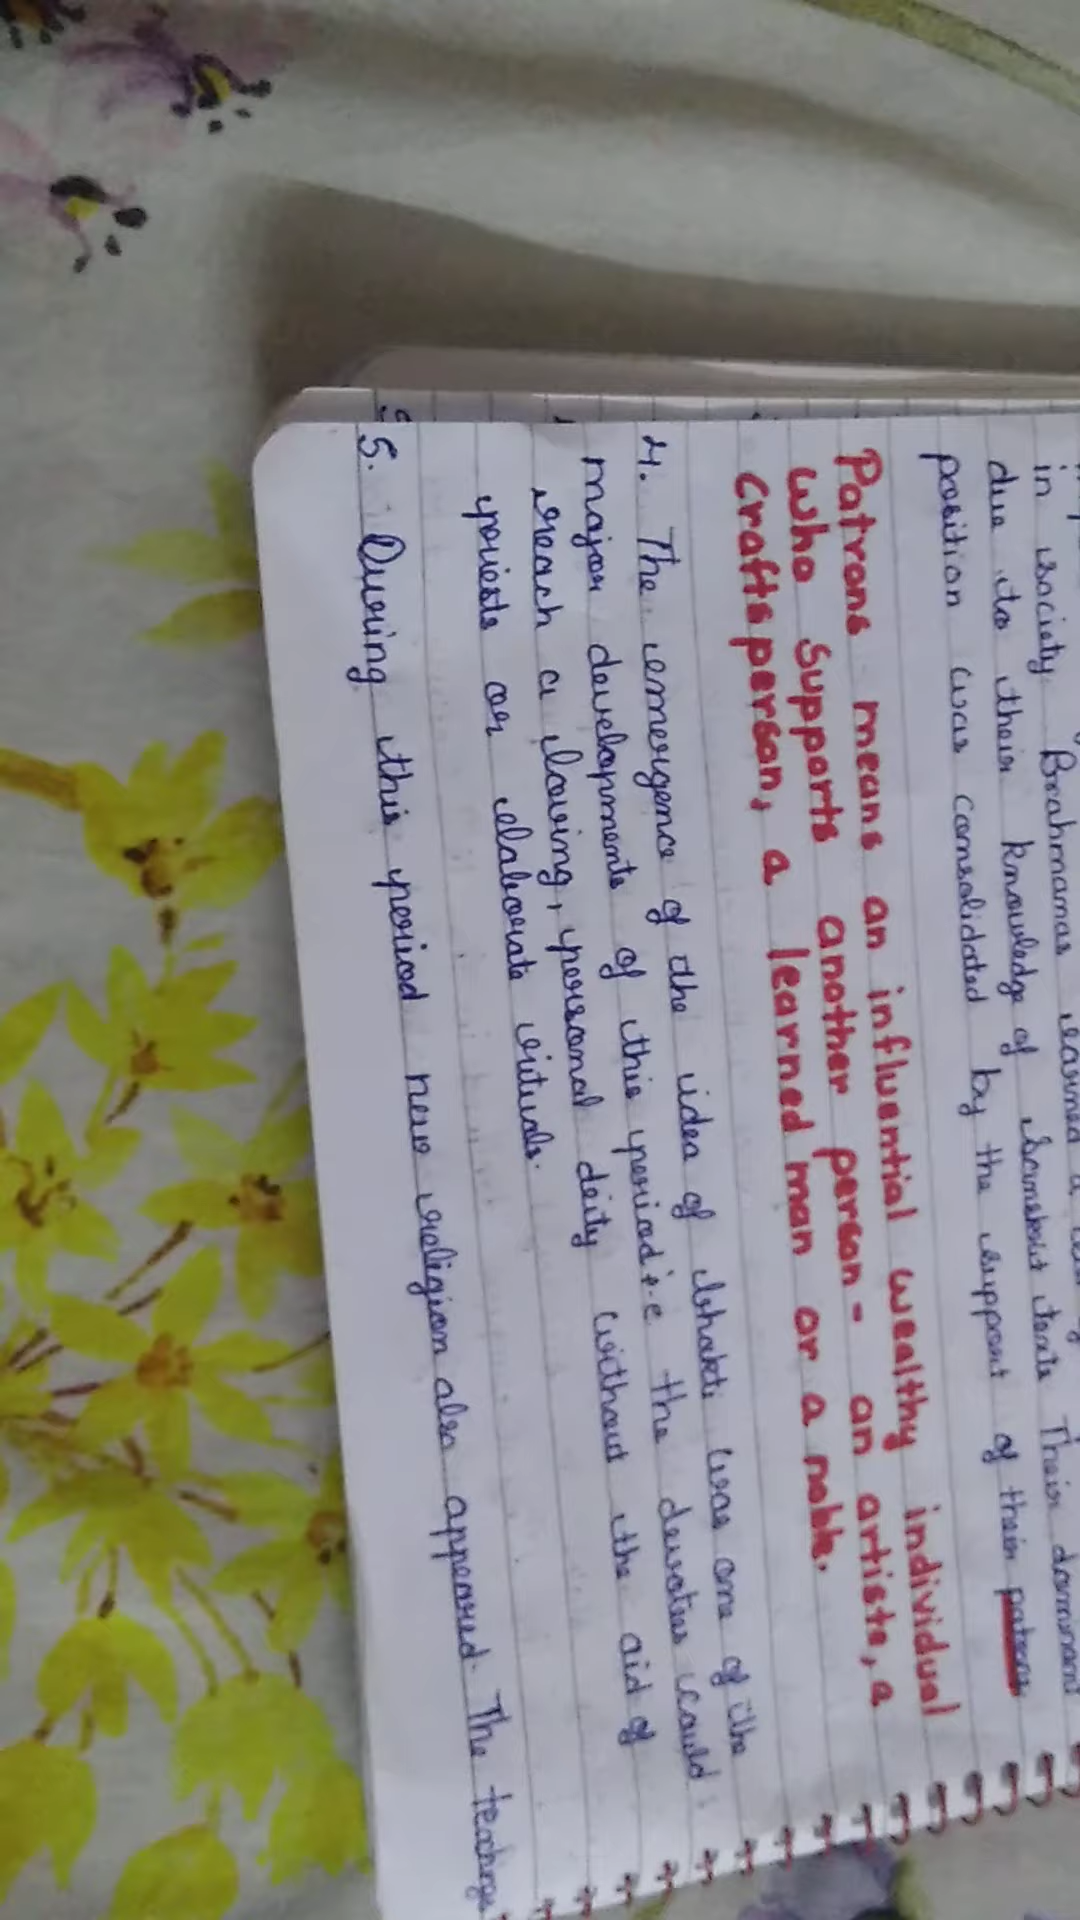 in society. Brahmanas learned a
due to their knowledge of Sanskrit texts Their dominant
position was consolidated by the support of their patrons
Patrons means an influential wealthy individual
who supports another person- an artists, a
craftsperson, a learned man or a noble.
4. The emergence of the idea of bhakti was one of the
major developments of this period i.e the devotees could
reach a loving, personal deity without the aid of
priests or elaborate rituals.
5. During this period new religion also appeared. The teachings